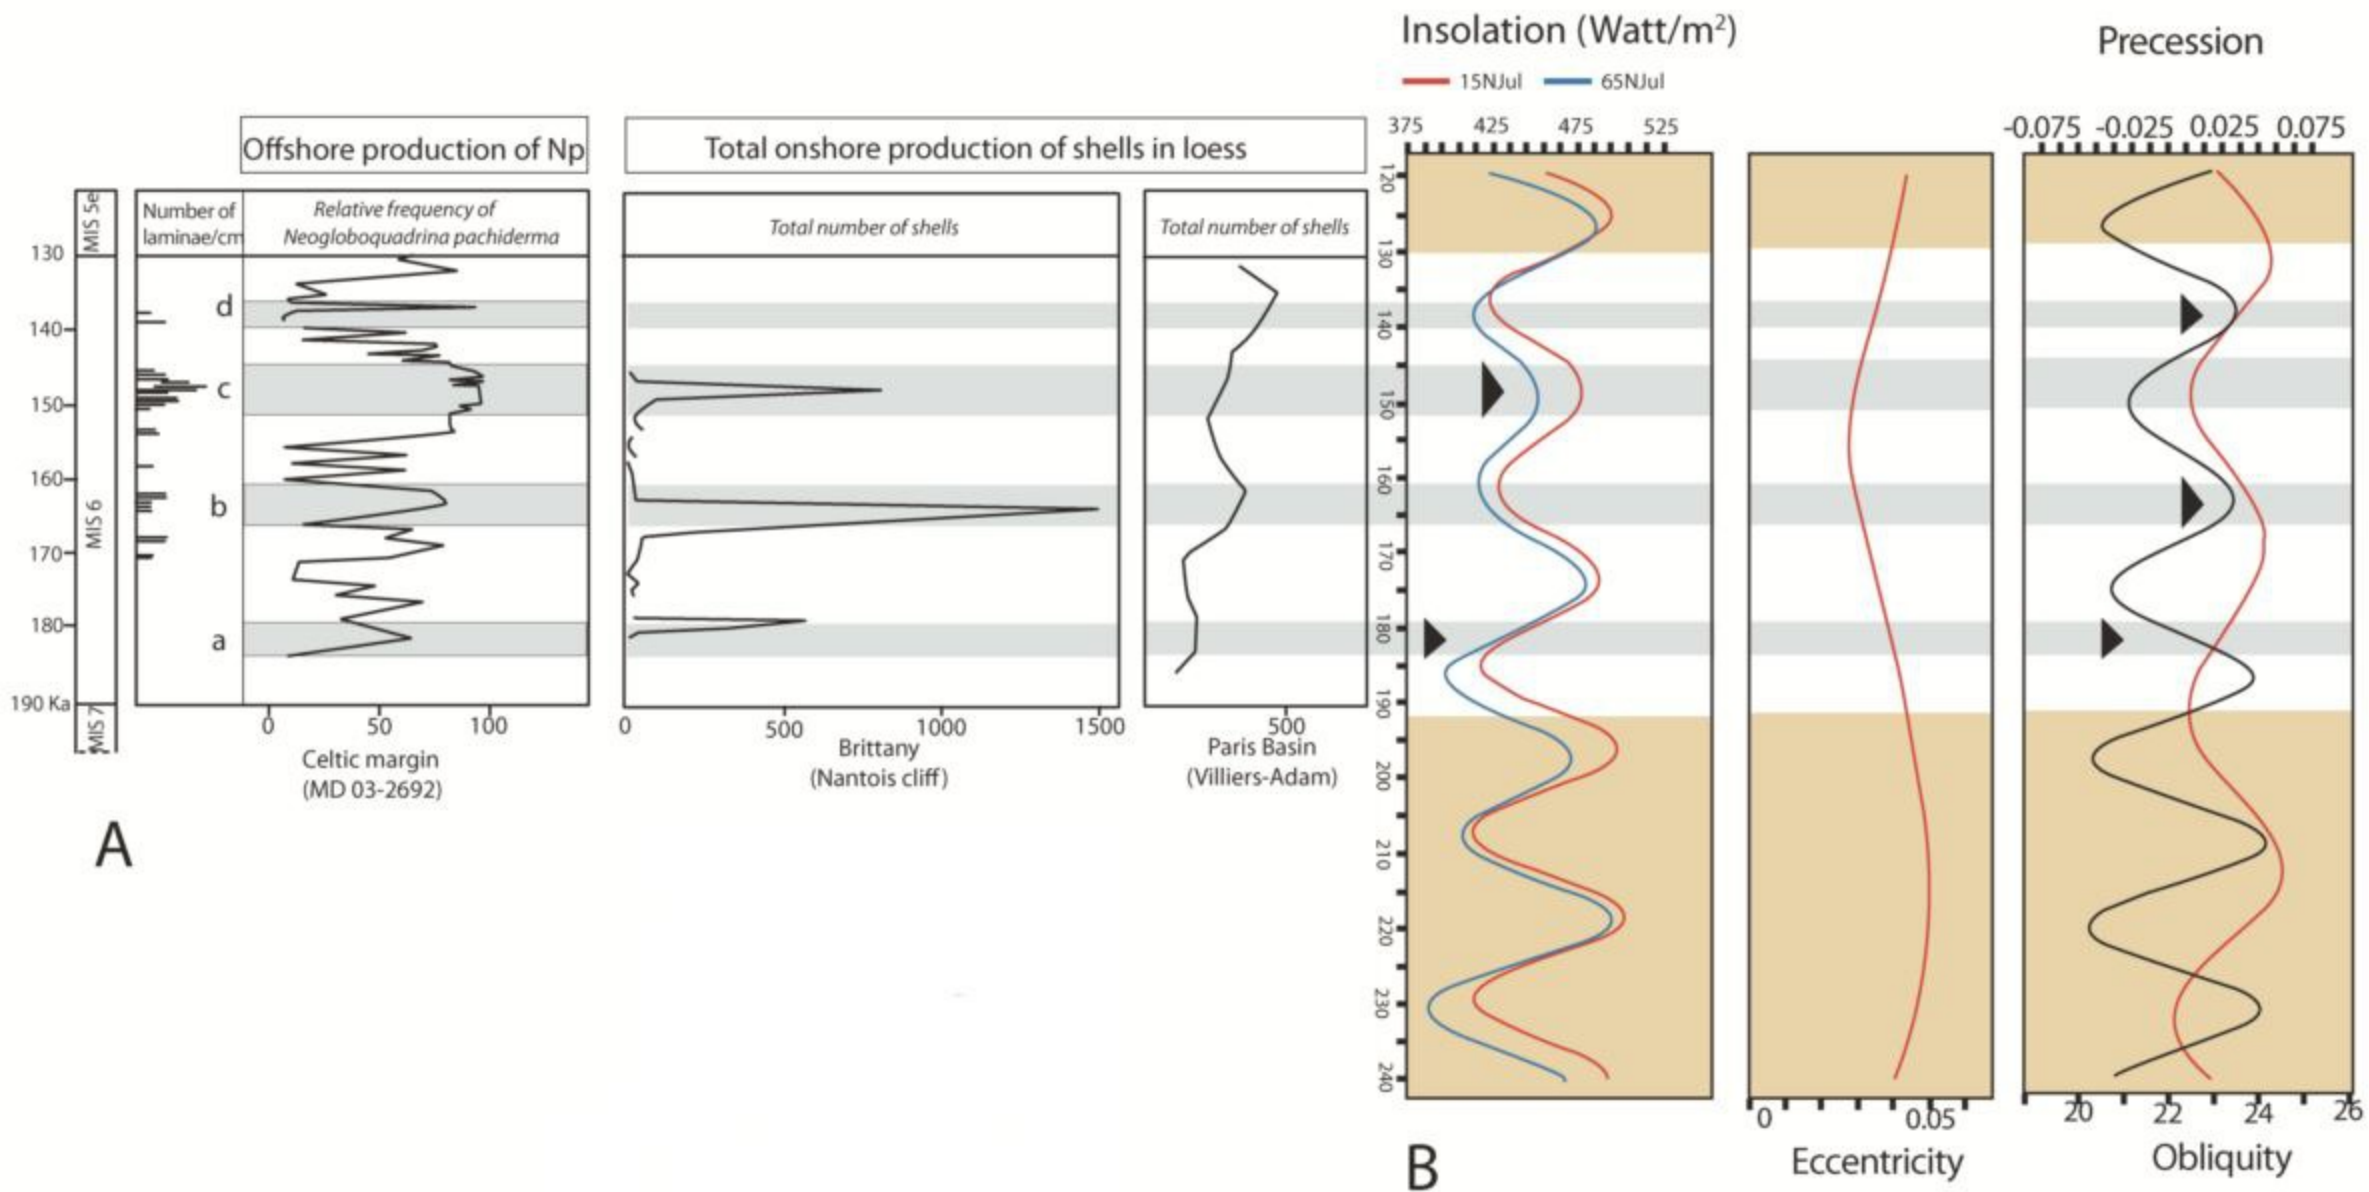 Insolation (Watt/m²)
Precession
15NJul 65NJul
375 425 475 525
-0.075 -0.025 0.025 0.075
Offshore production of Np
Total onshore production of shells in loess
MIS 5e
Number of laminae/cm
Relative frequency of
Neogloboquadrina pachiderma
Total number of shells
Total number of shells
130
140
150
160
170
180
190 Ka
MIS 6
MIS 7
d
c
b
a
0 50 100
Celtic margin
(MD 03-2692)
0 500 1000 1500
Brittany
(Nantois cliff)
500
Paris Basin
(Villiers-Adam)
A
120
130
140
150
160
170
180
190
200
210
220
230
240
B
0 0.05
Eccentricity
20 22 24 26
Obliquity